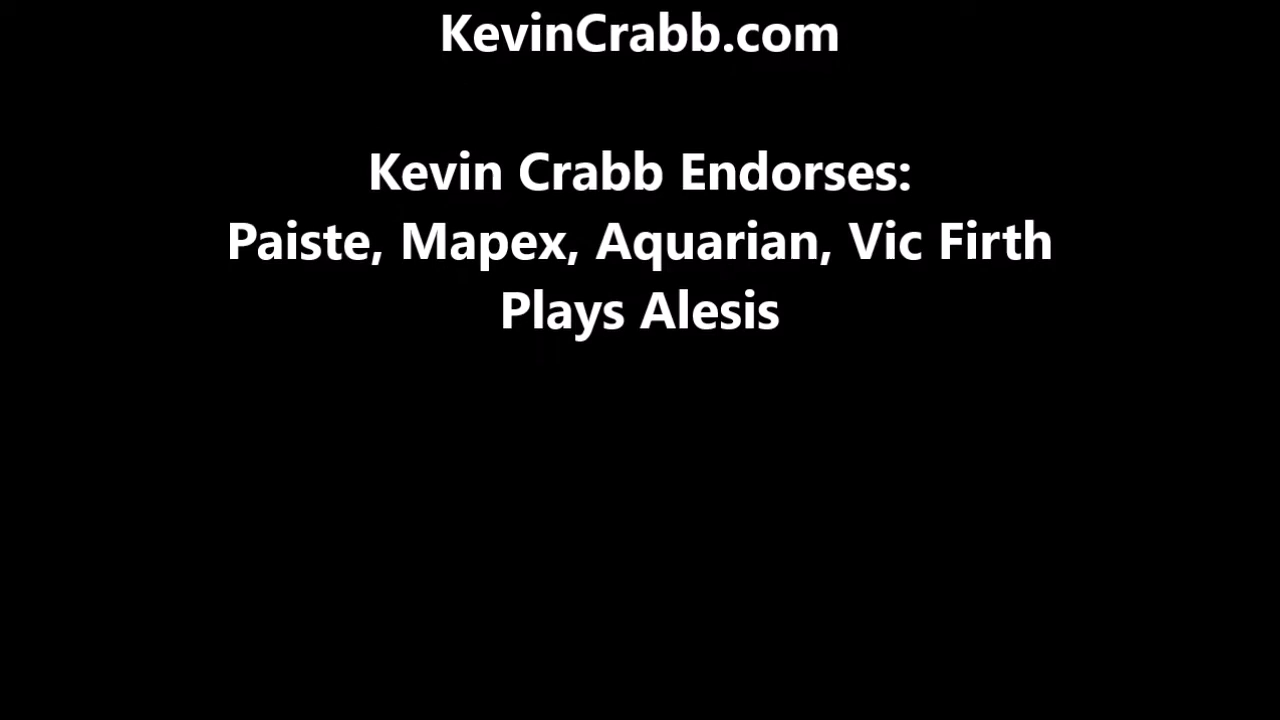 KevinCrabb.com
Kevin Crabb Endorses:
Paiste, Mapex, Aquarian, Vic Firth
Plays Alesis